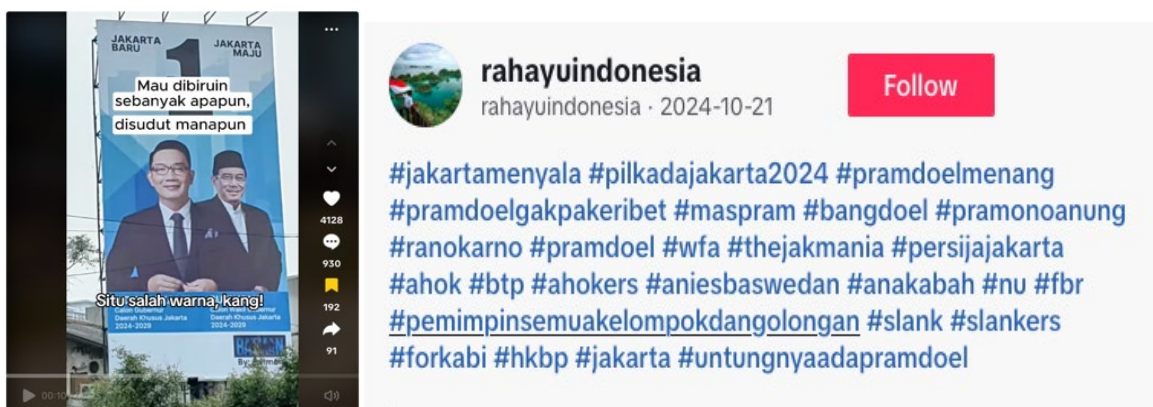 JAKARTA
BARU
1
JAKARTA
MAJU
Mau dibiruin
sebanyak apapun,
disudut manapun
Situ salah warna, kang!
Calon Gubernur
Daerah Khusus Jakarta
2024-2029
Calon Wakil Gubernur
Daerah Khusus Jakarta
2024-2029
4128
930
192
91
rahayuindonesia
rahayuindonesia · 2024-10-21
Follow
#jakartamenyala #pilkadajakarta2024 #pramdoelmenang
#pramdoelgakpakeribet #maspram #bangdoel #pramonoanung
#ranokarno #pramdoel #wfa #thejakmania #persijajakarta
#ahok #btp #ahokers #aniesbaswedan #anakabah #nu #fbr
#pemimpinsemuakelompokdangolongan #slank #slankers
#forkabi #hkbp #jakarta #untungnyaadapramdoel